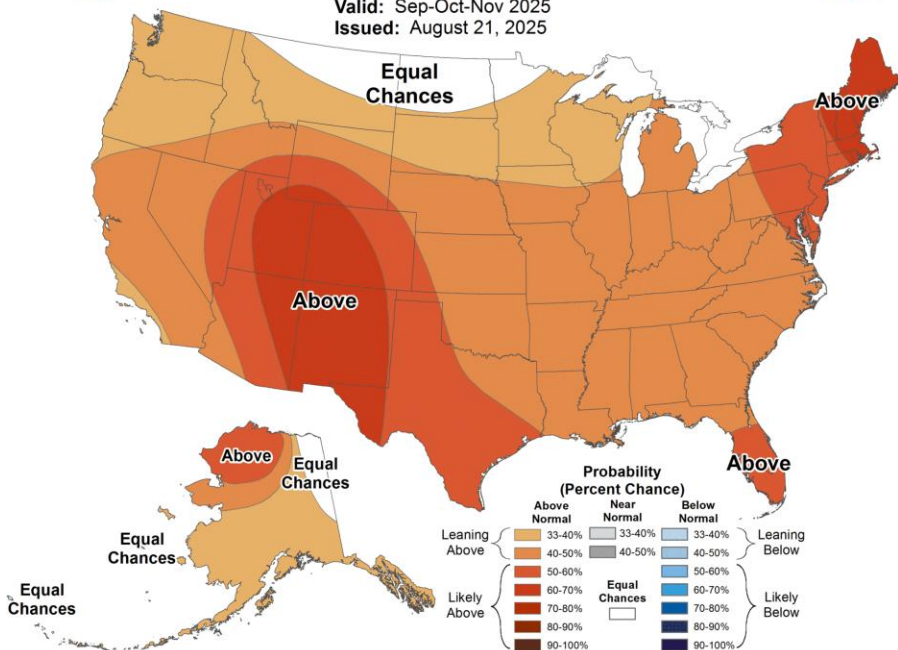 Valid: Sep-Oct-Nov 2025
Issued: August 21, 2025
Equal
Chances
Above
Above
Above
Above
Equal
Chances
Equal
Chances
Equal
Chances
Probability
(Percent Chance)
Above
Normal
Near
Normal
Below
Normal
Leaning
Above
33-40%
40-50%
33-40%
40-50%
33-40%
40-50%
Leaning
Below
Likely
Above
50-60%
60-70%
70-80%
80-90%
90-100%
Equal
Chances
50-60%
60-70%
70-80%
80-90%
90-100%
Likely
Below